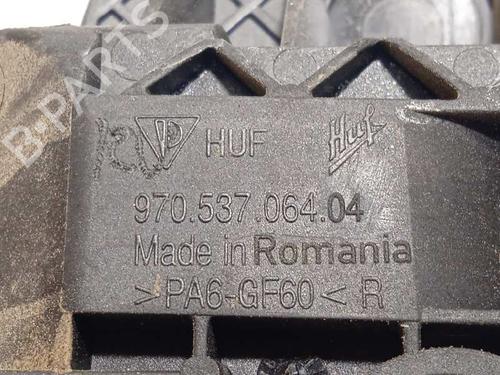 HUF Huf
970.537.064.04
Made in Romania
>PA6-GF60< R
B-PARTS